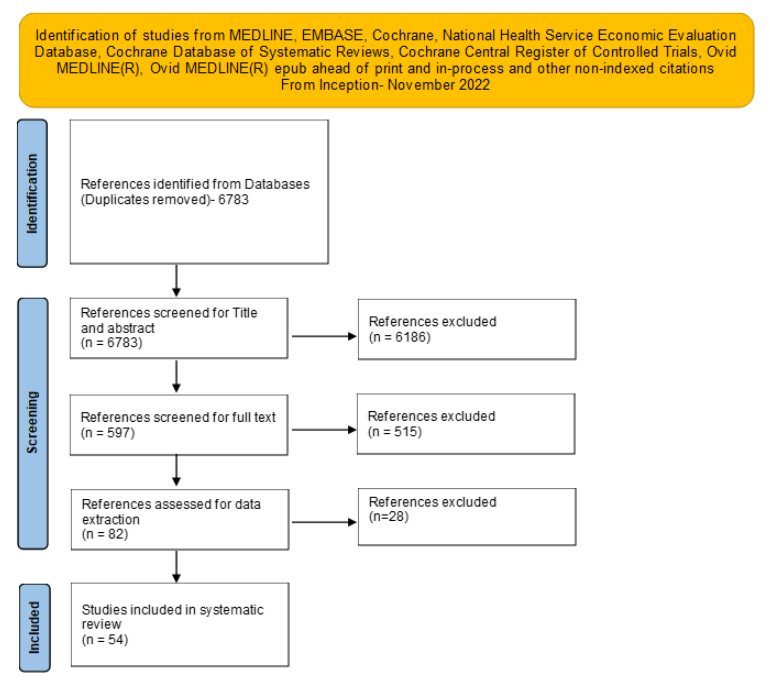 Identification of studies from MEDLINE, EMBASE, Cochrane, National Health Service Economic Evaluation
Database, Cochrane Database of Systematic Reviews, Cochrane Central Register of Controlled Trials, Ovid
MEDLINE(R), Ovid MEDLINE(R) epub ahead of print and in-process and other non-indexed citations
From Inception- November 2022
Identification
References identified from Databases
(Duplicates removed)- 6783
Screening
References screened for Title
and abstract
(n = 6783)
References excluded
(n = 6186)
References screened for full text
(n = 597)
References excluded
(n = 515)
References assessed for data
extraction
(n = 82)
References excluded
(n=28)
Included
Studies included in systematic
review
(n = 54)